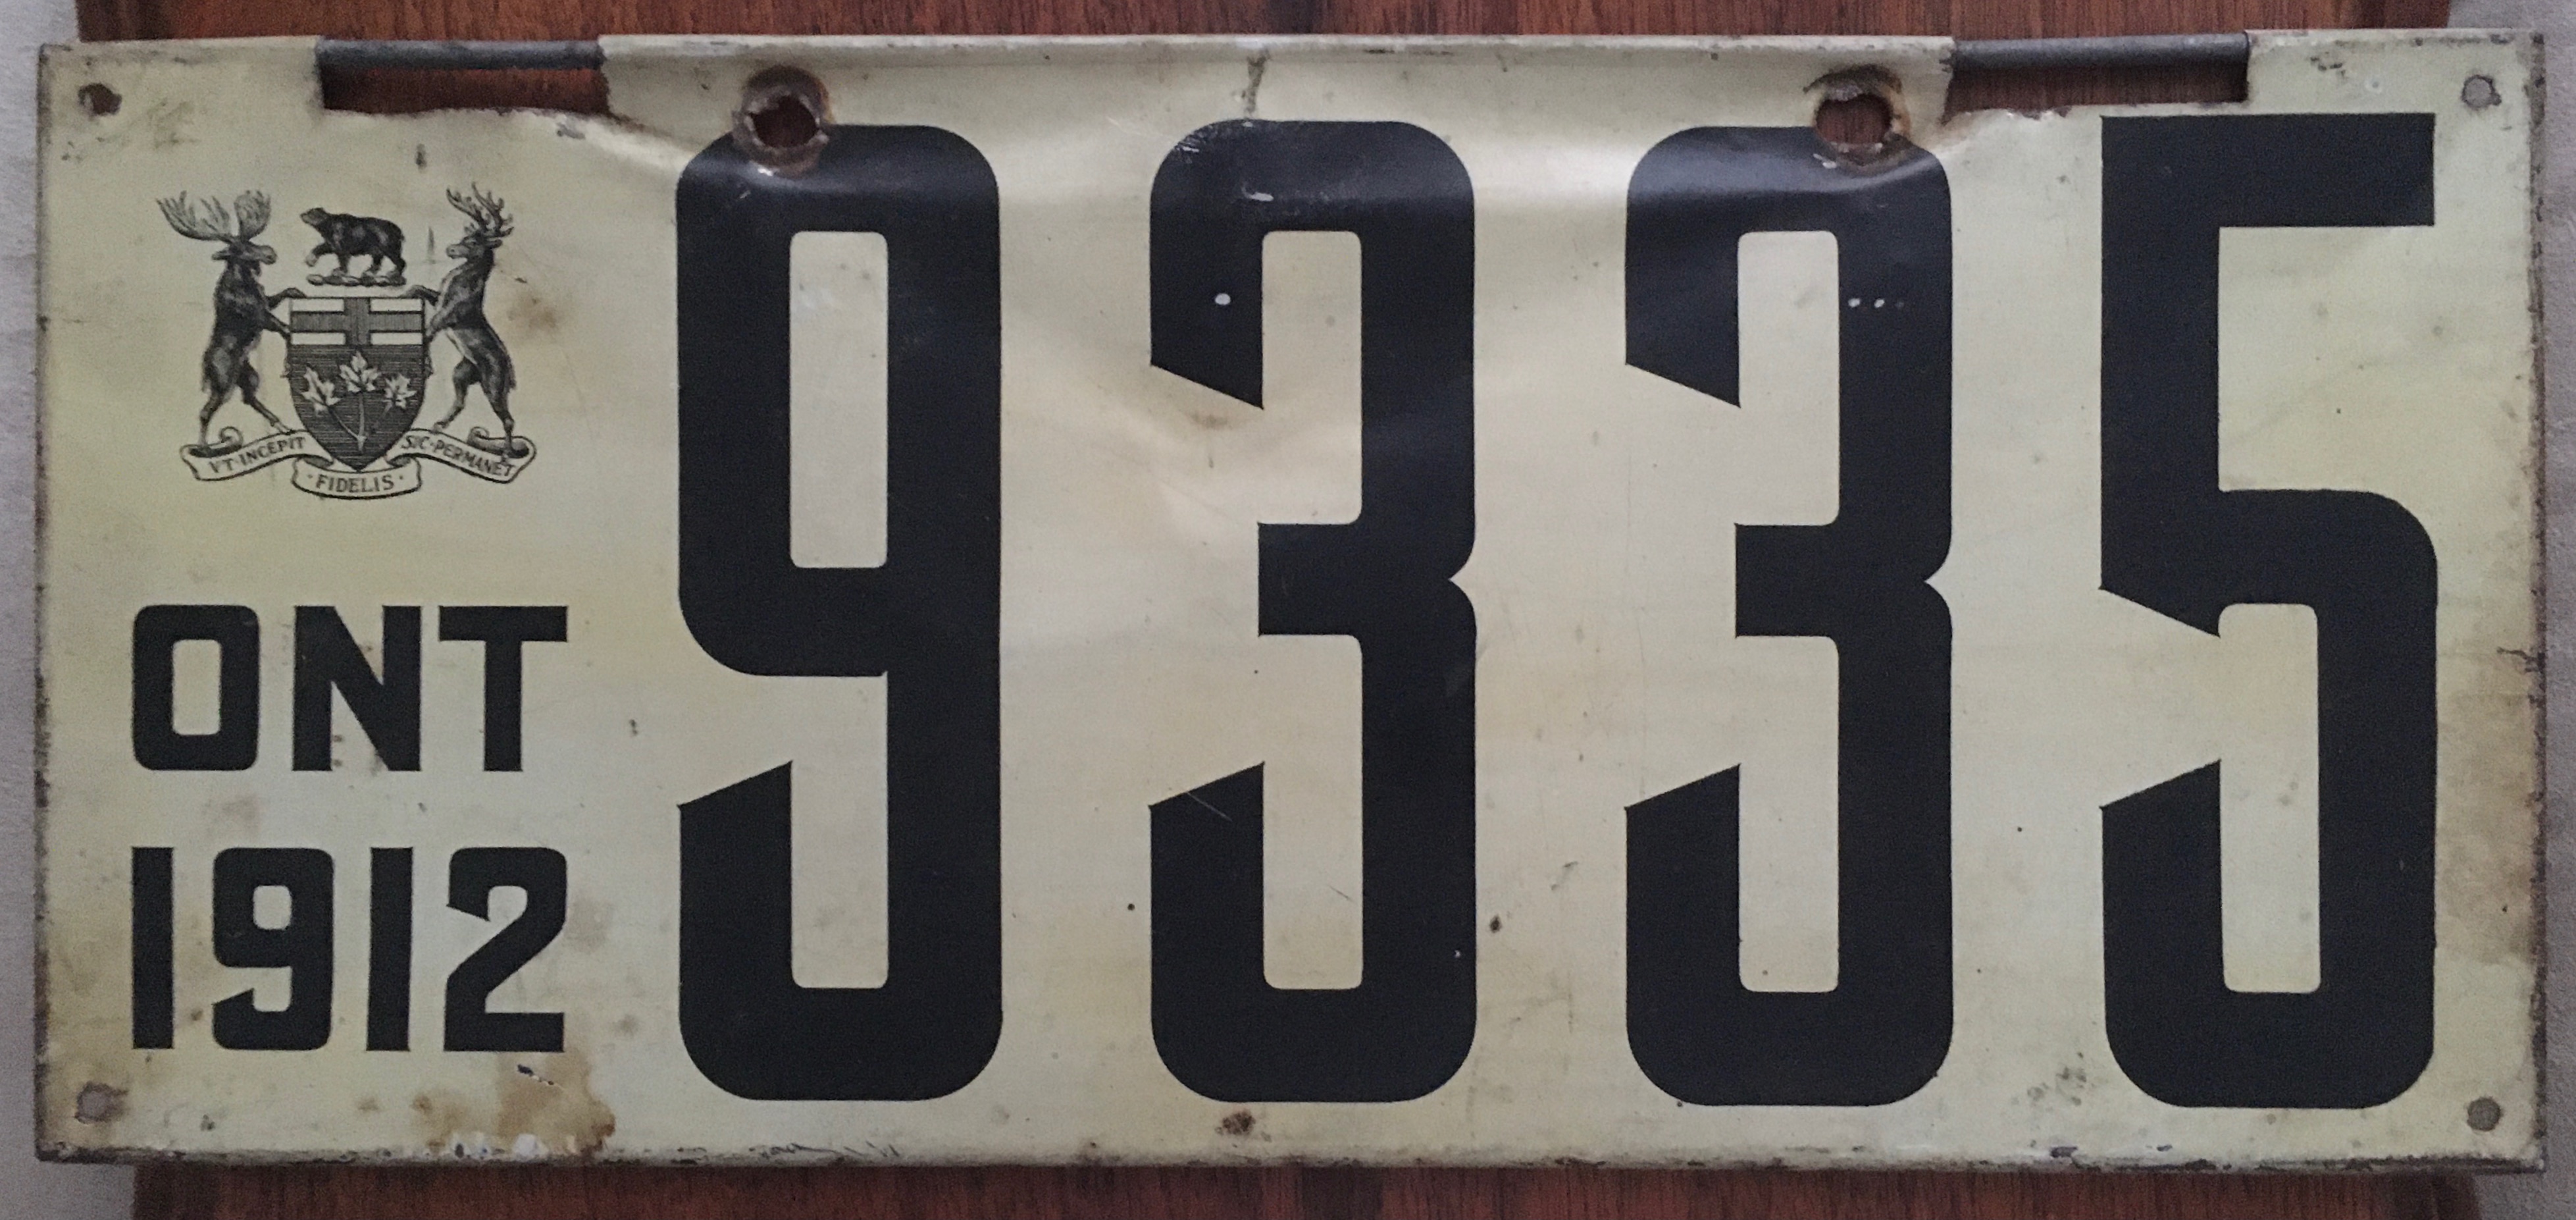 VT·INCEPIT SIC·PERMANET
·FIDELIS·
ONT
1912
9335